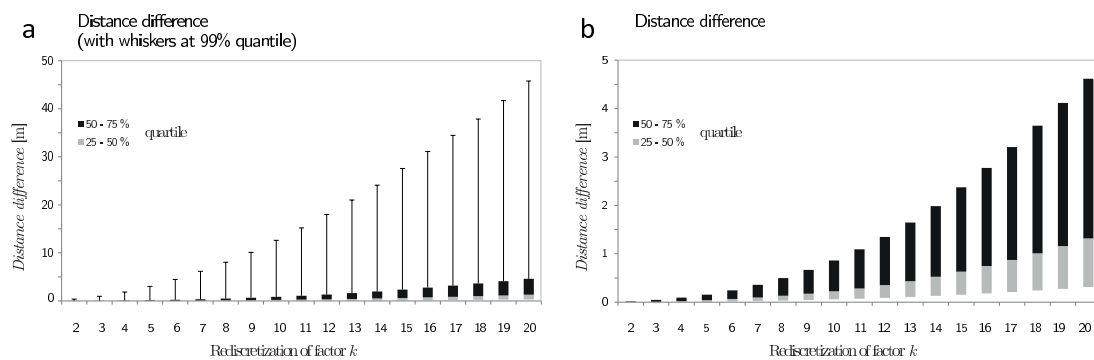 a
Distance difference
(with whiskers at 99% quantile)
50
40
30
20
10
0
Distance difference [m]
50 - 75 %
25 - 50 %
quartile
2 3 4 5 6 7 8 9 10 11 12 13 14 15 16 17 18 19 20
Rediscretization of factor k
b
Distance difference
5
4
3
2
1
0
Distance difference [m]
50 - 75 %
25 - 50 %
quartile
2 3 4 5 6 7 8 9 10 11 12 13 14 15 16 17 18 19 20
Rediscretization of factor k